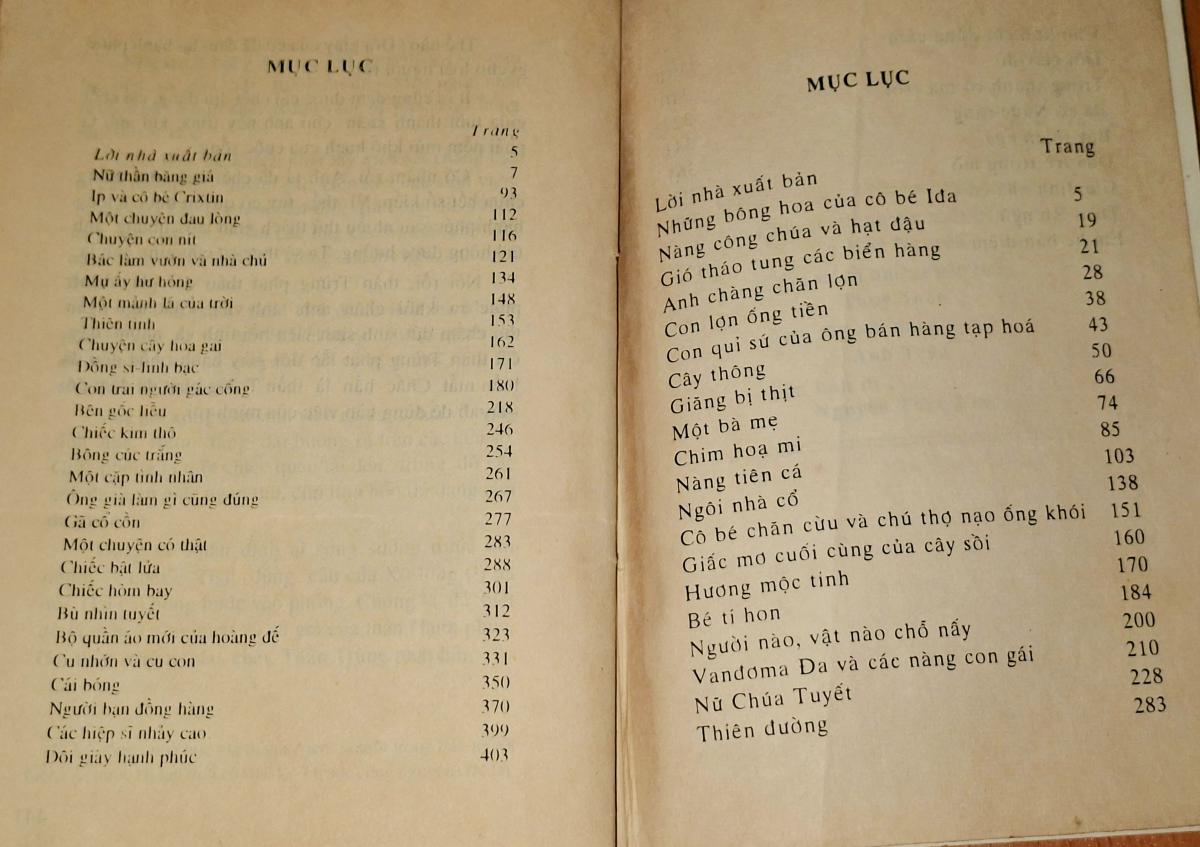 MỤC LỤC
Trang
Lời nhà xuất bản 5
Nữ thần băng giá 7
Ip và cô bé Crixtin 93
Một chuyện đau lòng 112
Chuyện con nít 116
Bác làm vườn và nhà chủ 121
Mụ ấy hư hỏng 134
Một mảnh lá của trời 148
Thiên tình 153
Chuyện cây hoa gai 162
Đồng si-linh bạc 171
Con trai người gác cổng 180
Bên gốc liễu 218
Chiếc kim thô 246
Bông cúc trắng 254
Một cặp tình nhân 261
Ông già làm gì cũng đúng 267
Gã cổ cồn 277
Một chuyện có thật 283
Chiếc bật lửa 288
Chiếc hòm bay 301
Bù nhìn tuyết 312
Bộ quần áo mới của hoàng đế 323
Cu nhớn và cu con 331
Cái bóng 350
Người bạn đồng hàng 370
Các hiệp sĩ nhảy cao 399
Đôi giày hạnh phúc 403
MỤC LỤC
Trang
Lời nhà xuất bản
Những bông hoa của cô bé Iđa 5
Nàng công chúa và hạt đậu 19
Gió tháo tung các biển hàng 21
Anh chàng chăn lợn 28
Con lợn ống tiền 38
Con quỉ sứ của ông bán hàng tạp hoá 43
Cây thông 50
Giăng bị thịt 66
Một bà mẹ 74
Chim hoạ mi 85
Nàng tiên cá 103
Ngôi nhà cổ 138
Cô bé chăn cừu và chú thợ nạo ống khói 151
Giấc mơ cuối cùng của cây sồi 160
Hương mộc tinh 170
Bé tí hon 184
Người nào, vật nào chỗ nấy 200
Vanđơma Đa và các nàng con gái 210
Nữ Chúa Tuyết 228
Thiên đường 283